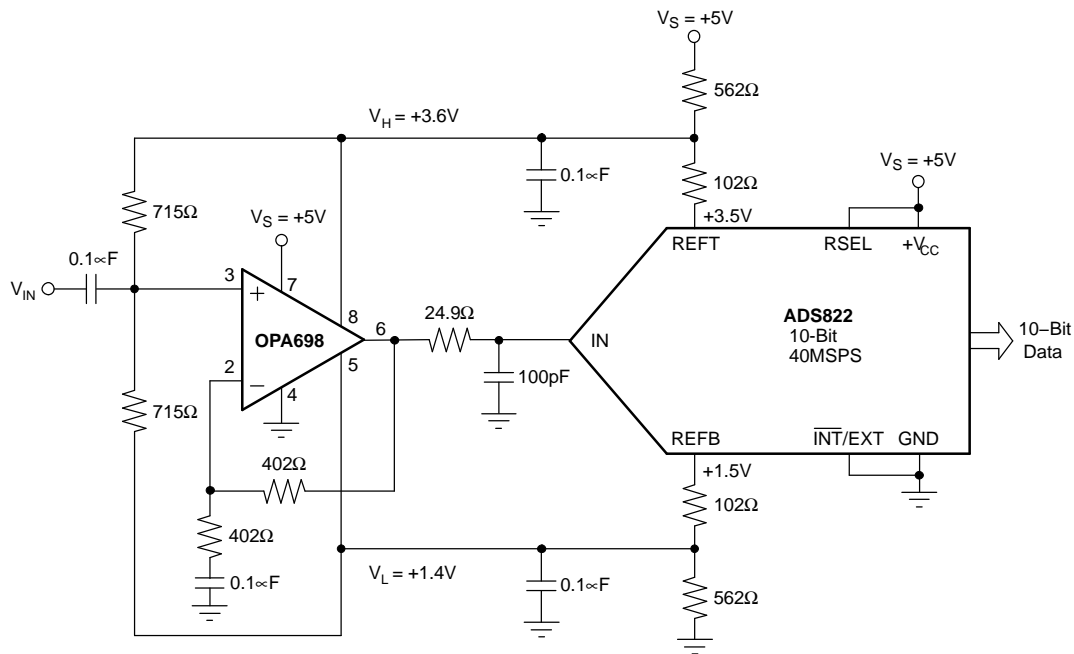 V_S = +5V
562Ω
V_H = +3.6V
0.1∝F
102Ω
V_S = +5V
715Ω
V_S = +5V
+3.5V
REFT
RSEL
+V_CC
0.1∝F
V_IN
3
7
+
8
OPA698
6
24.9Ω
IN
ADS822
10-Bit
40MSPS
10–Bit
Data
2
–
5
4
100pF
715Ω
402Ω
REFB
INT/EXT
GND
+1.5V
102Ω
402Ω
0.1∝F
V_L = +1.4V
0.1∝F
562Ω